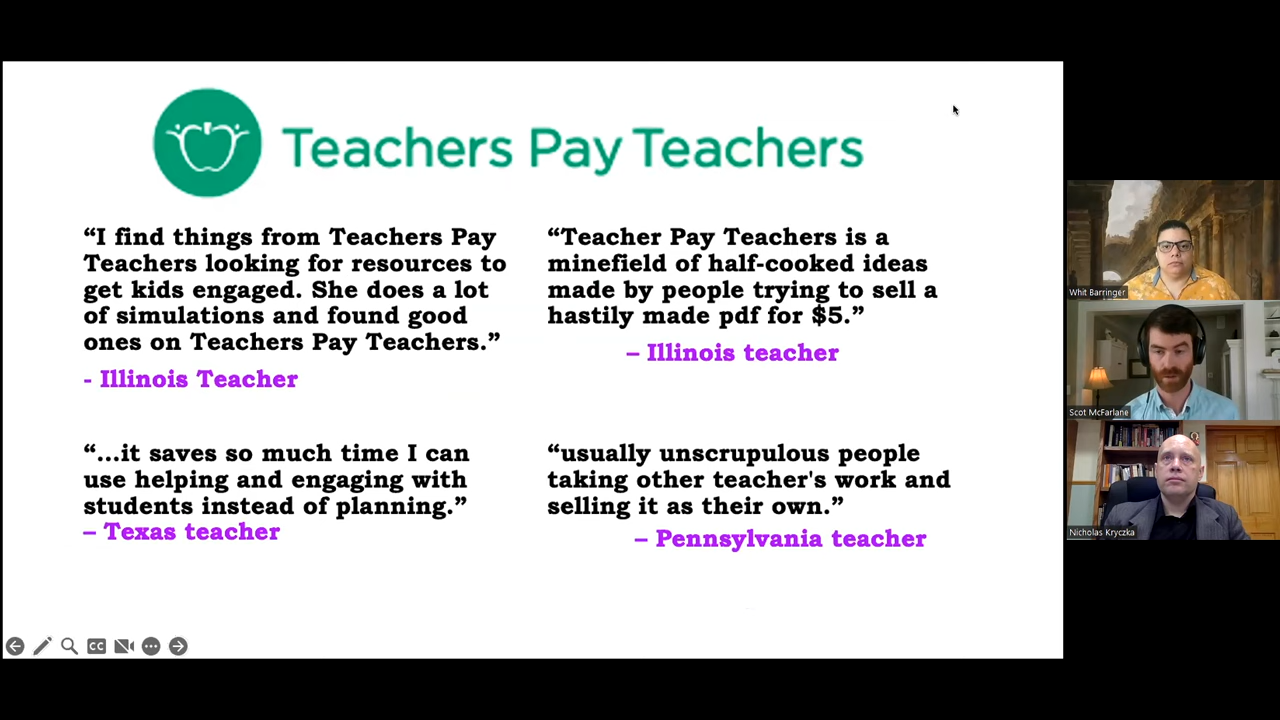 Teachers Pay Teachers
“I find things from Teachers Pay
Teachers looking for resources to
get kids engaged. She does a lot
of simulations and found good
ones on Teachers Pay Teachers.”
- Illinois Teacher
“Teacher Pay Teachers is a
minefield of half-cooked ideas
made by people trying to sell a
hastily made pdf for $5.”
– Illinois teacher
“...it saves so much time I can
use helping and engaging with
students instead of planning.”
– Texas teacher
“usually unscrupulous people
taking other teacher's work and
selling it as their own.”
– Pennsylvania teacher
CC
Whit Barringer
Scot McFarlane
Nicholas Kryczka